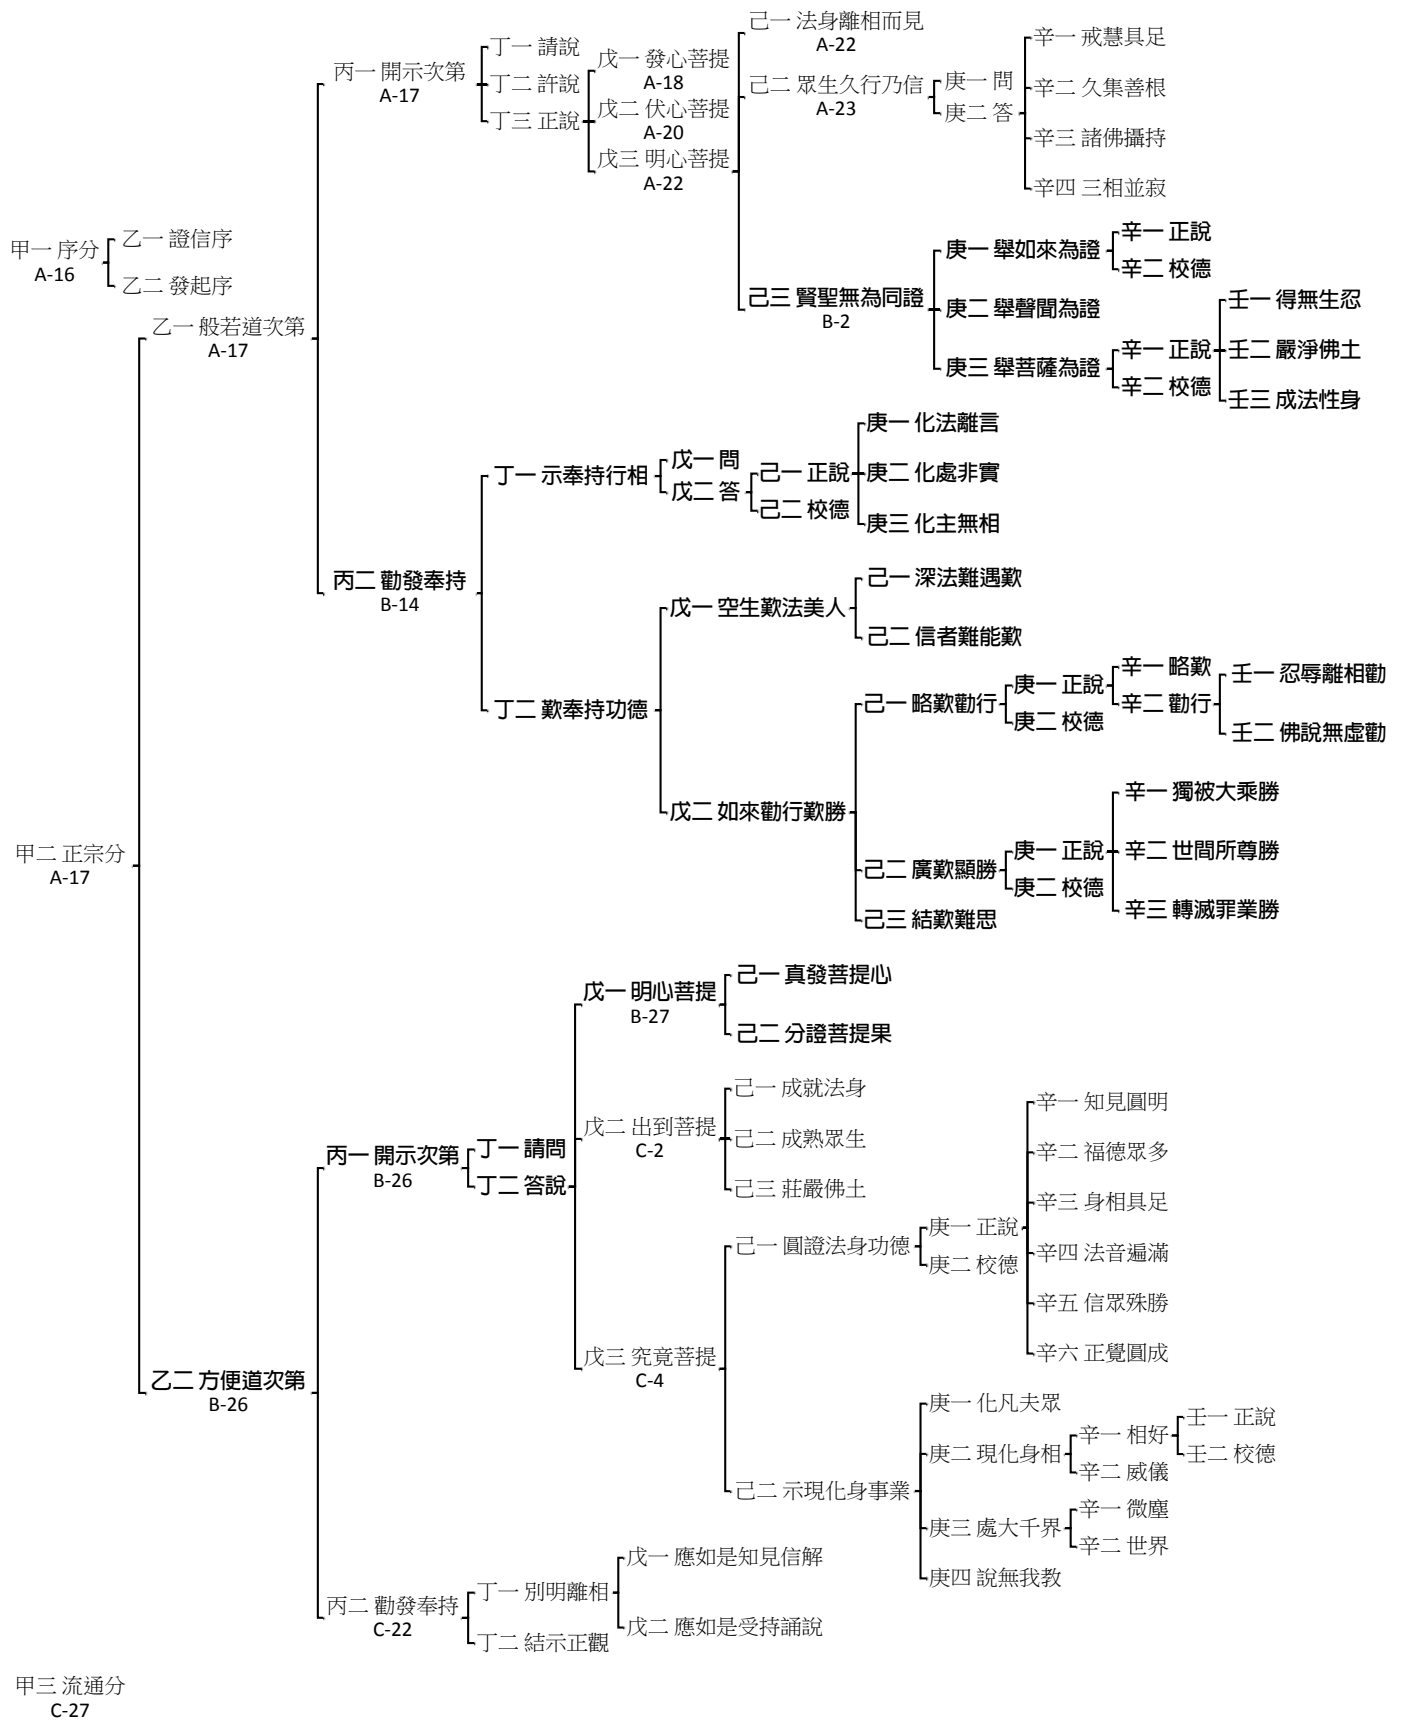 甲一 序分
A-16
乙一 證信序
乙二 發起序
甲二 正宗分
A-17
乙一 般若道次第
A-17
丙一 開示次第
A-17
丁一 請說
丁二 許說
丁三 正說
戊一 發心菩提
A-18
戊二 伏心菩提
A-20
戊三 明心菩提
A-22
己一 法身離相而見
A-22
己二 眾生久行乃信
A-23
庚一 問
庚二 答
辛一 戒慧具足
辛二 久集善根
辛三 諸佛攝持
辛四 三相並寂
己三 賢聖無為同證
B-2
庚一 舉如來為證
辛一 正說
辛二 校德
庚二 舉聲聞為證
庚三 舉菩薩為證
辛一 正說
辛二 校德
壬一 得無生忍
壬二 嚴淨佛土
壬三 成法性身
丙二 勸發奉持
B-14
丁一 示奉持行相
戊一 問
戊二 答
己一 正說
己二 校德
庚一 化法離言
庚二 化處非實
庚三 化主無相
丁二 歎奉持功德
戊一 空生歎法美人
己一 深法難遇歎
己二 信者難能歎
戊二 如來勸行歎勝
己一 略歎勸行
庚一 正說
庚二 校德
辛一 略歎
辛二 勸行
壬一 忍辱離相勸
壬二 佛說無虛勸
己二 廣歎顯勝
庚一 正說
庚二 校德
辛一 獨被大乘勝
辛二 世間所尊勝
辛三 轉滅罪業勝
己三 結歎難思
乙二 方便道次第
B-26
丙一 開示次第
B-26
丁一 請問
丁二 答說
戊一 明心菩提
B-27
己一 真發菩提心
己二 分證菩提果
戊二 出到菩提
C-2
己一 成就法身
己二 成熟眾生
己三 莊嚴佛土
戊三 究竟菩提
C-4
己一 圓證法身功德
庚一 正說
庚二 校德
辛一 知見圓明
辛二 福德眾多
辛三 身相具足
辛四 法音遍滿
辛五 信眾殊勝
辛六 正覺圓成
己二 示現化身事業
庚一 化凡夫眾
庚二 現化身相
辛一 相好
辛二 威儀
壬一 正說
壬二 校德
庚三 處大千界
辛一 微塵
辛二 世界
庚四 說無我教
丙二 勸發奉持
C-22
丁一 別明離相
戊一 應如是知見信解
戊二 應如是受持誦說
丁二 結示正觀
甲三 流通分
C-27